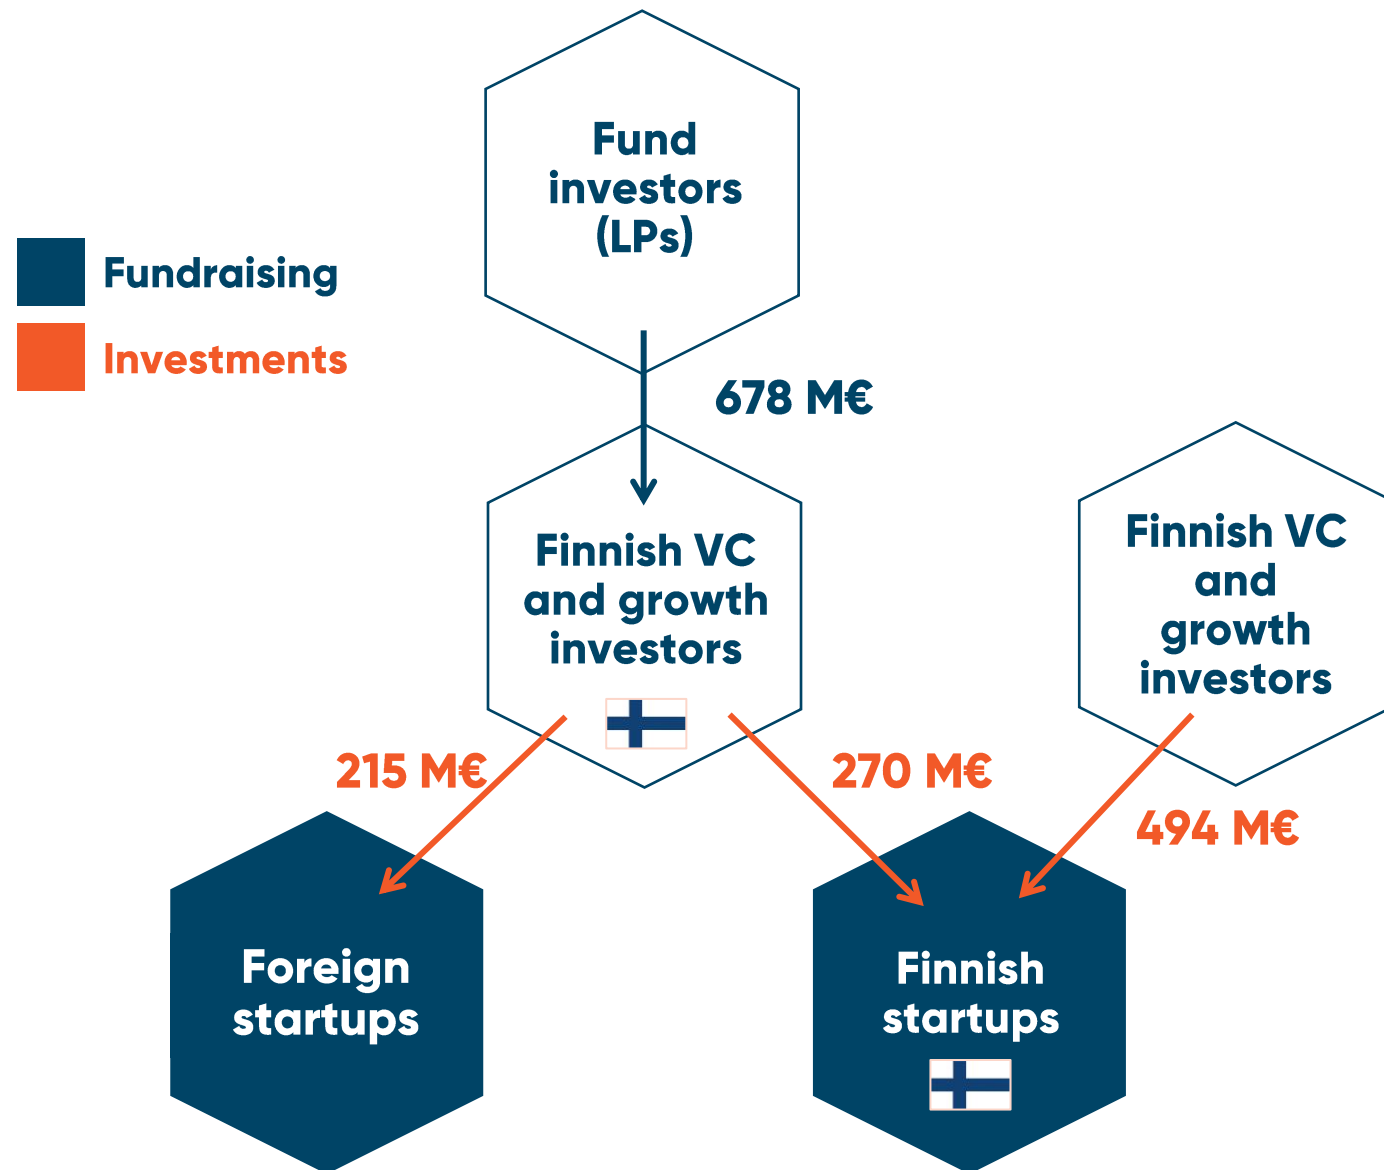 Fund
investors
(LPs)
Fundraising
Investments
678 M€
Finnish VC
and growth
investors
Finnish VC
and
growth
investors
215 M€
270 M€
494 M€
Foreign
startups
Finnish
startups